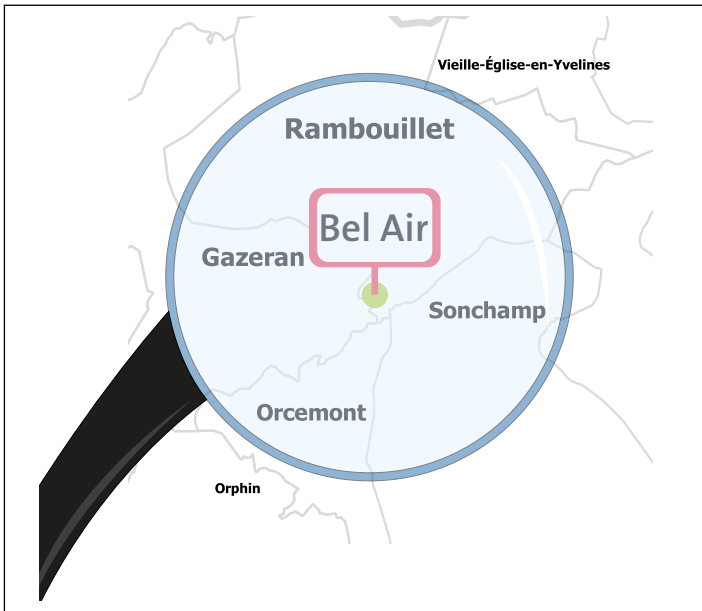 Vieille-Église-en-Yvelines
Rambouillet
Bel Air
Gazeran
Sonchamp
Orcemont
Orphin